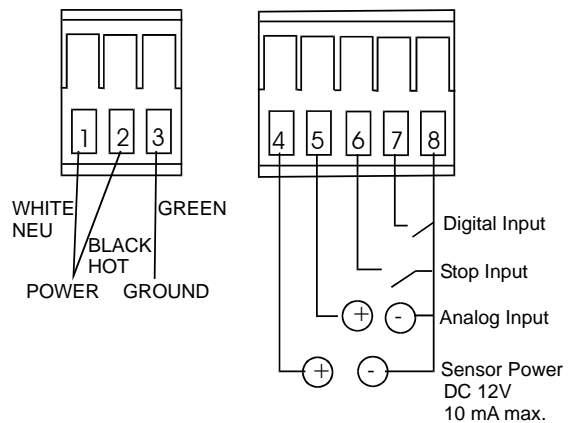 1 2 3
4 5 6 7 8
WHITE
NEU
GREEN
BLACK
HOT
POWER
GROUND
Digital Input
Stop Input
+ - Analog Input
+ - Sensor Power
DC 12V
10 mA max.